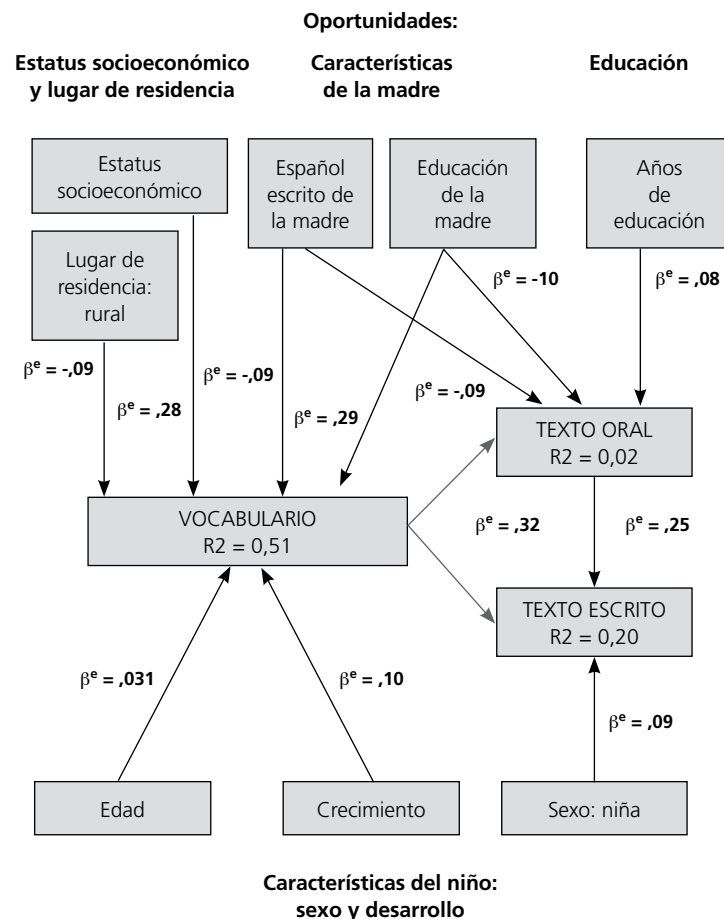 Oportunidades:
Estatus socioeconómico
y lugar de residencia
Características
de la madre
Educación
Estatus
socioeconómico
Español
escrito de
la madre
Educación
de la
madre
Años
de
educación
Lugar de
residencia:
rural
βᵉ = -10
βᵉ = ,08
βᵉ = -,09
βᵉ = ,28
βᵉ = -,09
βᵉ = ,29
βᵉ = -,09
TEXTO ORAL
R2 = 0,02
VOCABULARIO
R2 = 0,51
βᵉ = ,32
βᵉ = ,25
TEXTO ESCRITO
R2 = 0,20
βᵉ = ,031
βᵉ = ,10
βᵉ = ,09
Edad
Crecimiento
Sexo: niña
Características del niño:
sexo y desarrollo